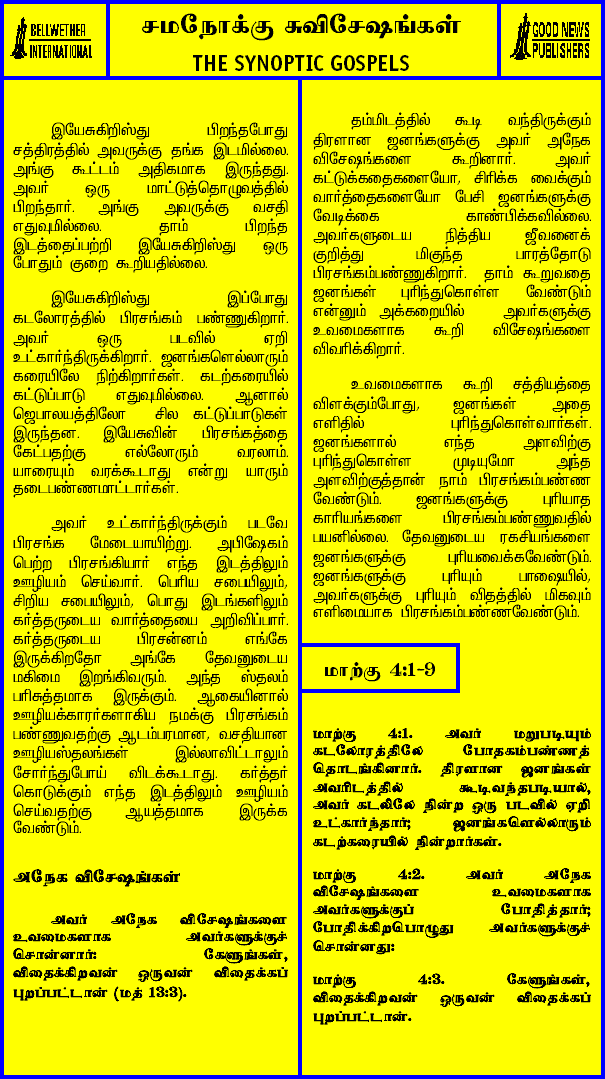 BELLWETHER
INTERNATIONAL
சமநோக்கு சுவிசேஷங்கள்
THE SYNOPTIC GOSPELS
GOOD NEWS
PUBLISHERS
இயேசுகிறிஸ்து பிறந்தபோது
சத்திரத்தில் அவருக்கு தங்க இடமில்லை.
அங்கு கூட்டம் அதிகமாக இருந்தது.
அவர் ஒரு மாட்டுத்தொழுவத்தில்
பிறந்தார். அங்கு அவருக்கு வசதி
எதுவுமில்லை. தாம் பிறந்த
இடத்தைப்பற்றி இயேசுகிறிஸ்து ஒரு
போதும் குறை கூறியதில்லை.
இயேசுகிறிஸ்து இப்போது
கடலோரத்தில் பிரசங்கம் பண்ணுகிறார்.
அவர் ஒரு படவில் ஏறி
உட்கார்ந்திருக்கிறார். ஜனங்களெல்லாரும்
கரையிலே நிற்கிறார்கள். கடற்கரையில்
கட்டுப்பாடு எதுவுமில்லை. ஆனால்
ஜெபாலயத்திலோ சில கட்டுப்பாடுகள்
இருந்தன. இயேசுவின் பிரசங்கத்தை
கேட்பதற்கு எல்லோரும் வரலாம்.
யாரையும் வரக்கூடாது என்று யாரும்
தடைபண்ணமாட்டார்கள்.
அவர் உட்கார்ந்திருக்கும் படவே
பிரசங்க மேடையாயிற்று. அபிஷேகம்
பெற்ற பிரசங்கியார் எந்த இடத்திலும்
ஊழியம் செய்வார். பெரிய சபையிலும்,
சிறிய சபையிலும், பொது இடங்களிலும்
கர்த்தருடைய வார்த்தையை அறிவிப்பார்.
கர்த்தருடைய பிரசன்னம் எங்கே
இருக்கிறதோ அங்கே தேவனுடைய
மகிமை இறங்கிவரும். அந்த ஸ்தலம்
பரிசுத்தமாக இருக்கும். ஆகையினால்
ஊழியக்காரர்களாகிய நமக்கு பிரசங்கம்
பண்ணுவதற்கு ஆடம்பரமான, வசதியான
ஊழியஸ்தலங்கள் இல்லாவிட்டாலும்
சோர்ந்துபோய் விடக்கூடாது. கர்த்தர்
கொடுக்கும் எந்த இடத்திலும் ஊழியம்
செய்வதற்கு ஆயத்தமாக இருக்க
வேண்டும்.
அநேக விசேஷங்கள்
அவர் அநேக விசேஷங்களை
உவமைகளாக அவர்களுக்குச்
சொன்னார்: கேளுங்கள்,
விதைக்கிறவன் ஒருவன் விதைக்கப்
புறப்பட்டான் (மத் 13:3).
தம்மிடத்தில் கூடி வந்திருக்கும்
திரளான ஜனங்களுக்கு அவர் அநேக
விசேஷங்களை கூறினார். அவர்
கட்டுக்கதைகளையோ, சிரிக்க வைக்கும்
வார்த்தைகளையோ பேசி ஜனங்களுக்கு
வேடிக்கை காண்பிக்கவில்லை.
அவர்களுடைய நித்திய ஜீவனைக்
குறித்து மிகுந்த பாரத்தோடு
பிரசங்கம்பண்ணுகிறார். தாம் கூறுவதை
ஜனங்கள் புரிந்துகொள்ள வேண்டும்
என்னும் அக்கறையில் அவர்களுக்கு
உவமைகளாக கூறி விசேஷங்களை
விவரிக்கிறார்.
உவமைகளாக கூறி சத்தியத்தை
விளக்கும்போது, ஜனங்கள் அதை
எளிதில் புரிந்துகொள்வார்கள்.
ஜனங்களால் எந்த அளவிற்கு
புரிந்துகொள்ள முடியுமோ அந்த
அளவிற்குத்தான் நாம் பிரசங்கம்பண்ண
வேண்டும். ஜனங்களுக்கு புரியாத
காரியங்களை பிரசங்கம்பண்ணுவதில்
பயனில்லை. தேவனுடைய ரகசியங்களை
ஜனங்களுக்கு புரியவைக்கவேண்டும்.
ஜனங்களுக்கு புரியும் பாஷையில்,
அவர்களுக்கு புரியும் விதத்தில் மிகவும்
எளிமையாக பிரசங்கம்பண்ணவேண்டும்.
மாற்கு 4:1-9
மாற்கு 4:1. அவர் மறுபடியும்
கடலோரத்திலே போதகம்பண்ணத்
தொடங்கினார். திரளான ஜனங்கள்
அவரிடத்தில் கூடிவந்தபடியால்,
அவர் கடலிலே நின்ற ஒரு படவில் ஏறி
உட்கார்ந்தார்; ஜனங்களெல்லாரும்
கடற்கரையில் நின்றார்கள்.
மாற்கு 4:2. அவர் அநேக
விசேஷங்களை உவமைகளாக
அவர்களுக்குப் போதித்தார்;
போதிக்கிறபொழுது அவர்களுக்குச்
சொன்னது:
மாற்கு 4:3. கேளுங்கள்,
விதைக்கிறவன் ஒருவன் விதைக்கப்
புறப்பட்டான்.